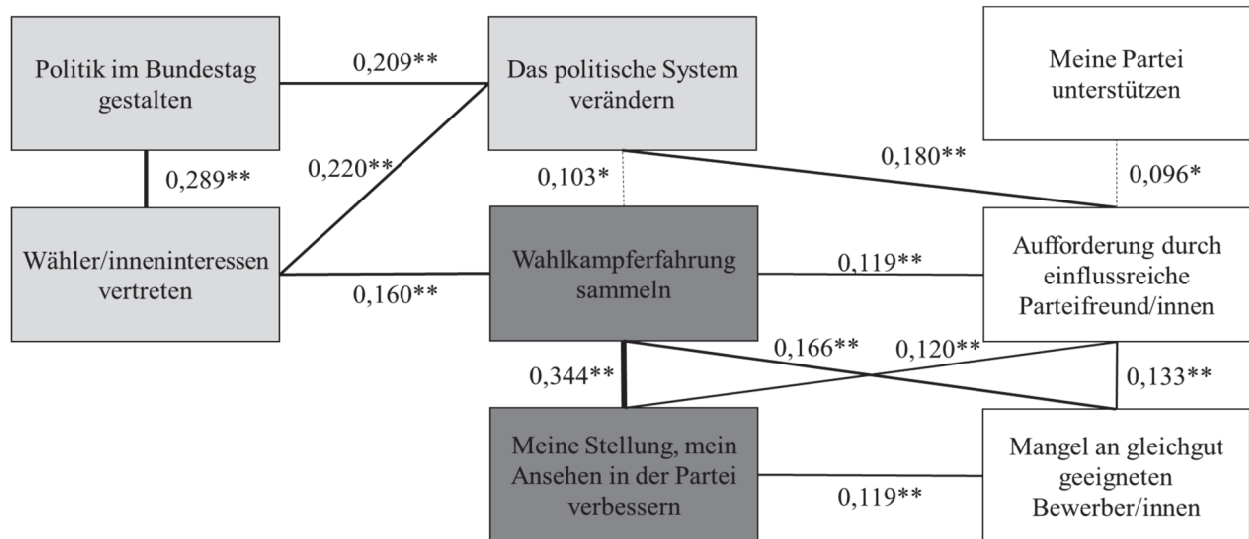 Politik im Bundestag
gestalten
0,209**
Das politische System
verändern
Meine Partei
unterstützen
0,289**
0,220**
0,103*
0,180**
0,096*
Wähler/inneninteressen
vertreten
0,160**
Wahlkampferfahrung
sammeln
0,119**
Aufforderung durch
einflussreiche
Parteifreund/innen
0,344**
0,166**
0,120**
0,133**
Meine Stellung, mein
Ansehen in der Partei
verbessern
0,119**
Mangel an gleichgut
geeigneten
Bewerber/innen